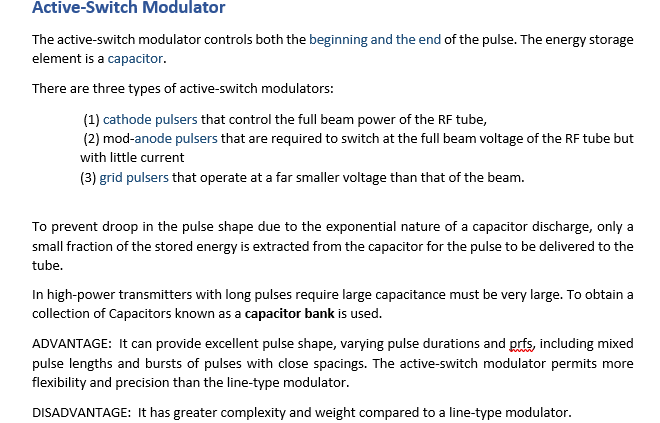 Active-Switch Modulator
The active-switch modulator controls both the beginning and the end of the pulse. The energy storage
element is a capacitor.
There are three types of active-switch modulators:
(1) cathode pulsers that control the full beam power of the RF tube,
(2) mod-anode pulsers that are required to switch at the full beam voltage of the RF tube but
with little current
(3) grid pulsers that operate at a far smaller voltage than that of the beam.
To prevent droop in the pulse shape due to the exponential nature of a capacitor discharge, only a
small fraction of the stored energy is extracted from the capacitor for the pulse to be delivered to the
tube.
In high-power transmitters with long pulses require large capacitance must be very large. To obtain a
collection of Capacitors known as a capacitor bank is used.
ADVANTAGE: It can provide excellent pulse shape, varying pulse durations and prfs, including mixed
pulse lengths and bursts of pulses with close spacings. The active-switch modulator permits more
flexibility and precision than the line-type modulator.
DISADVANTAGE: It has greater complexity and weight compared to a line-type modulator.